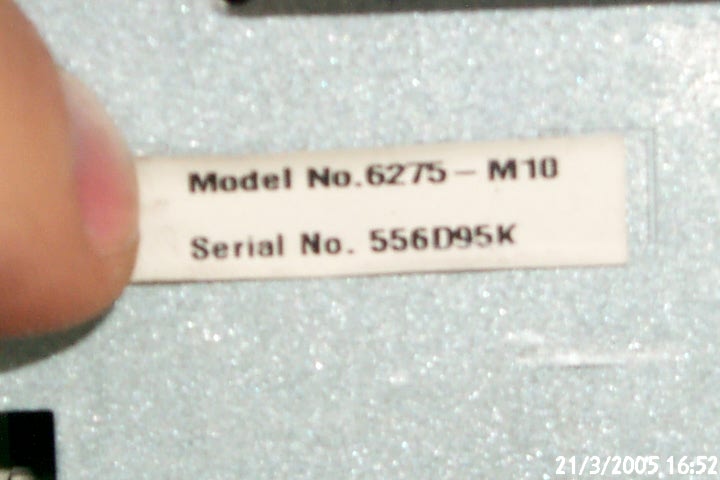 Model No.6275-M10
Serial No. 556D95K
21/3/2005 16:52